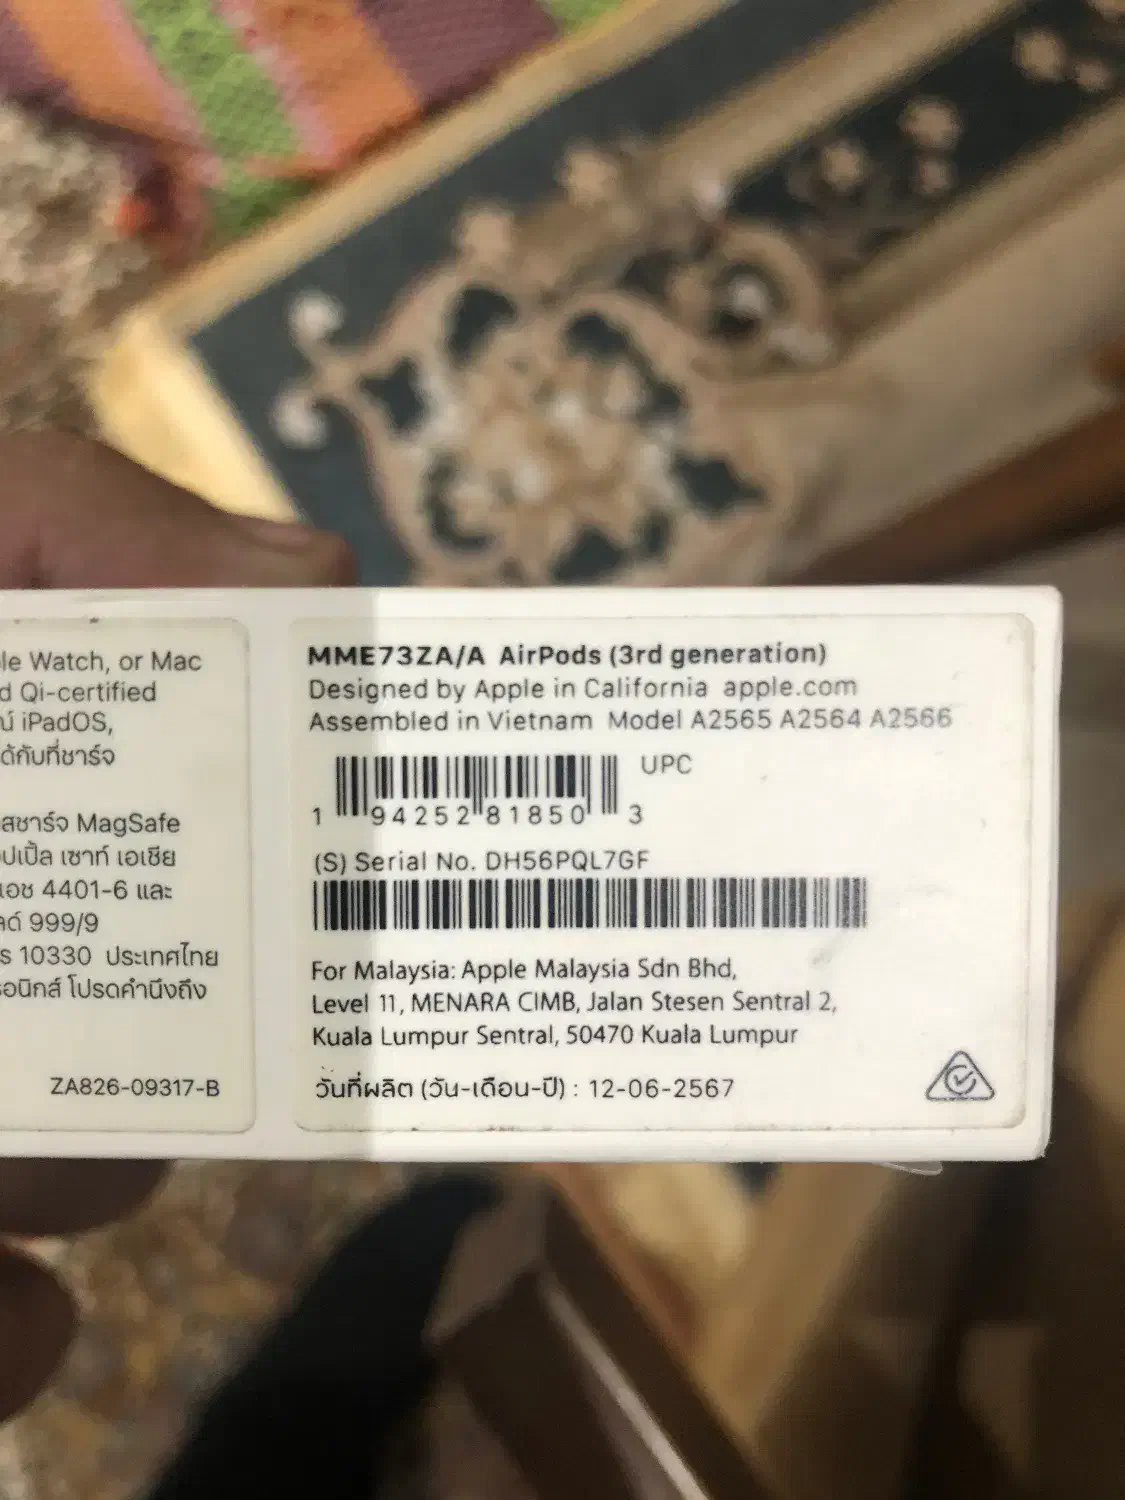 le Watch, or Mac
d Qi-certified
น์ iPadOS,
ด้กับที่ชาร์จ
สชาร์จ MagSafe
ปเปิ้ล เซาท์ เอเชีย
เอช 4401-6 และ
ลด์ 999/9
ร 10330 ประเทศไทย
รอนิกส์ โปรดคำนึงถึง
ZA826-09317-B
MME73ZA/A AirPods (3rd generation)
Designed by Apple in California apple.com
Assembled in Vietnam Model A2565 A2564 A2566
UPC
1 94252 81850 3
(S) Serial No. DH56PQL7GF
For Malaysia: Apple Malaysia Sdn Bhd,
Level 11, MENARA CIMB, Jalan Stesen Sentral 2,
Kuala Lumpur Sentral, 50470 Kuala Lumpur
วันที่ผลิต (วัน-เดือน-ปี) : 12-06-2567